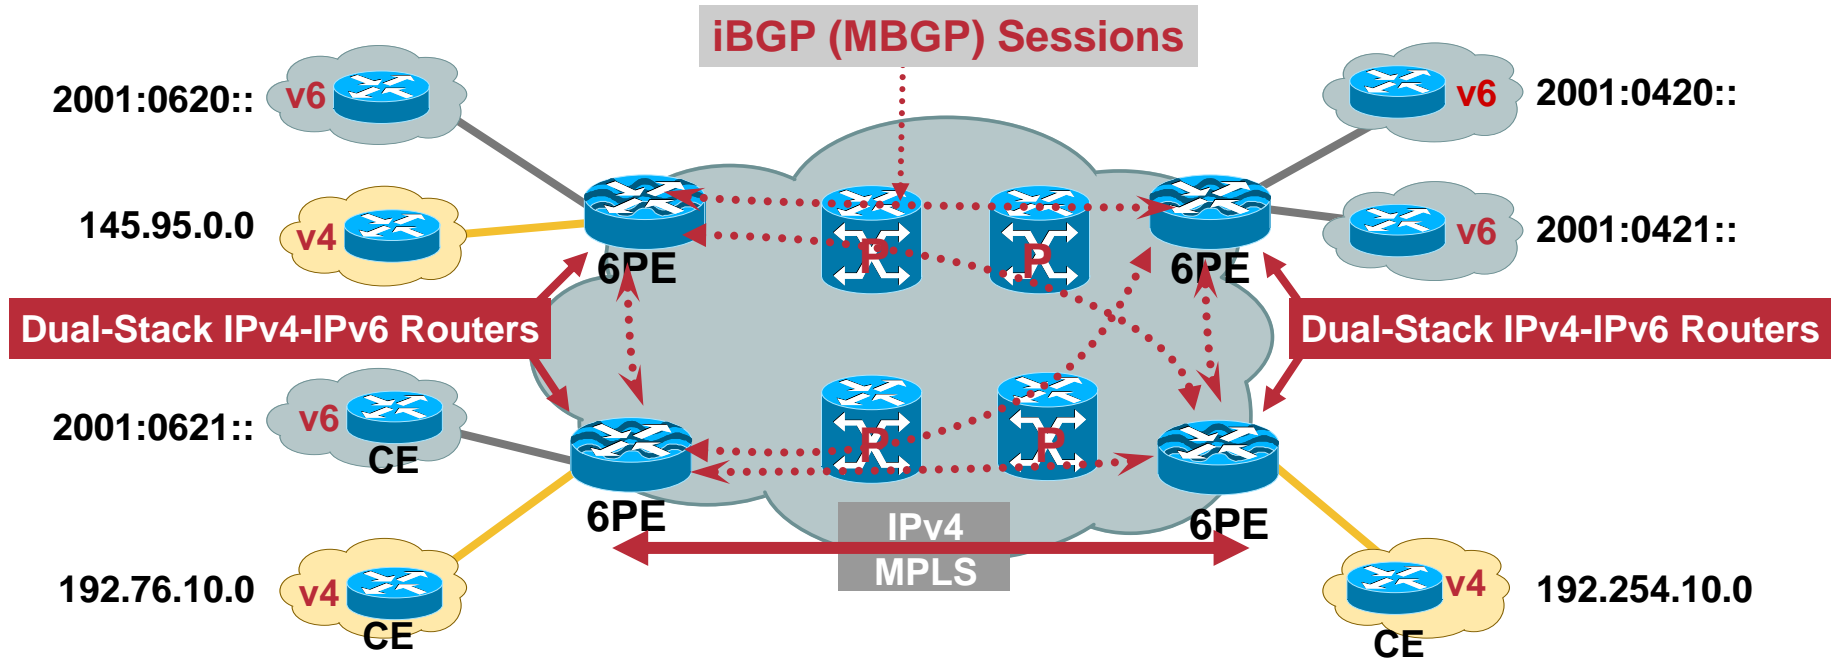 iBGP (MBGP) Sessions
2001:0620::
v6
v6
2001:0420::
145.95.0.0
v4
6PE
P
P
6PE
v6
2001:0421::
Dual-Stack IPv4-IPv6 Routers
Dual-Stack IPv4-IPv6 Routers
2001:0621::
v6
CE
6PE
P
P
6PE
IPv4
MPLS
192.76.10.0
v4
CE
v4
192.254.10.0
CE